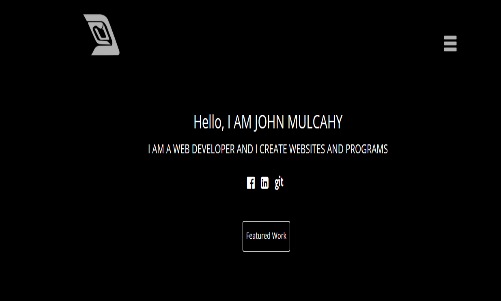 Hello, I AM JOHN MULCAHY
I AM A WEB DEVELOPER AND I CREATE WEBSITES AND PROGRAMS
f in git
Featured Work